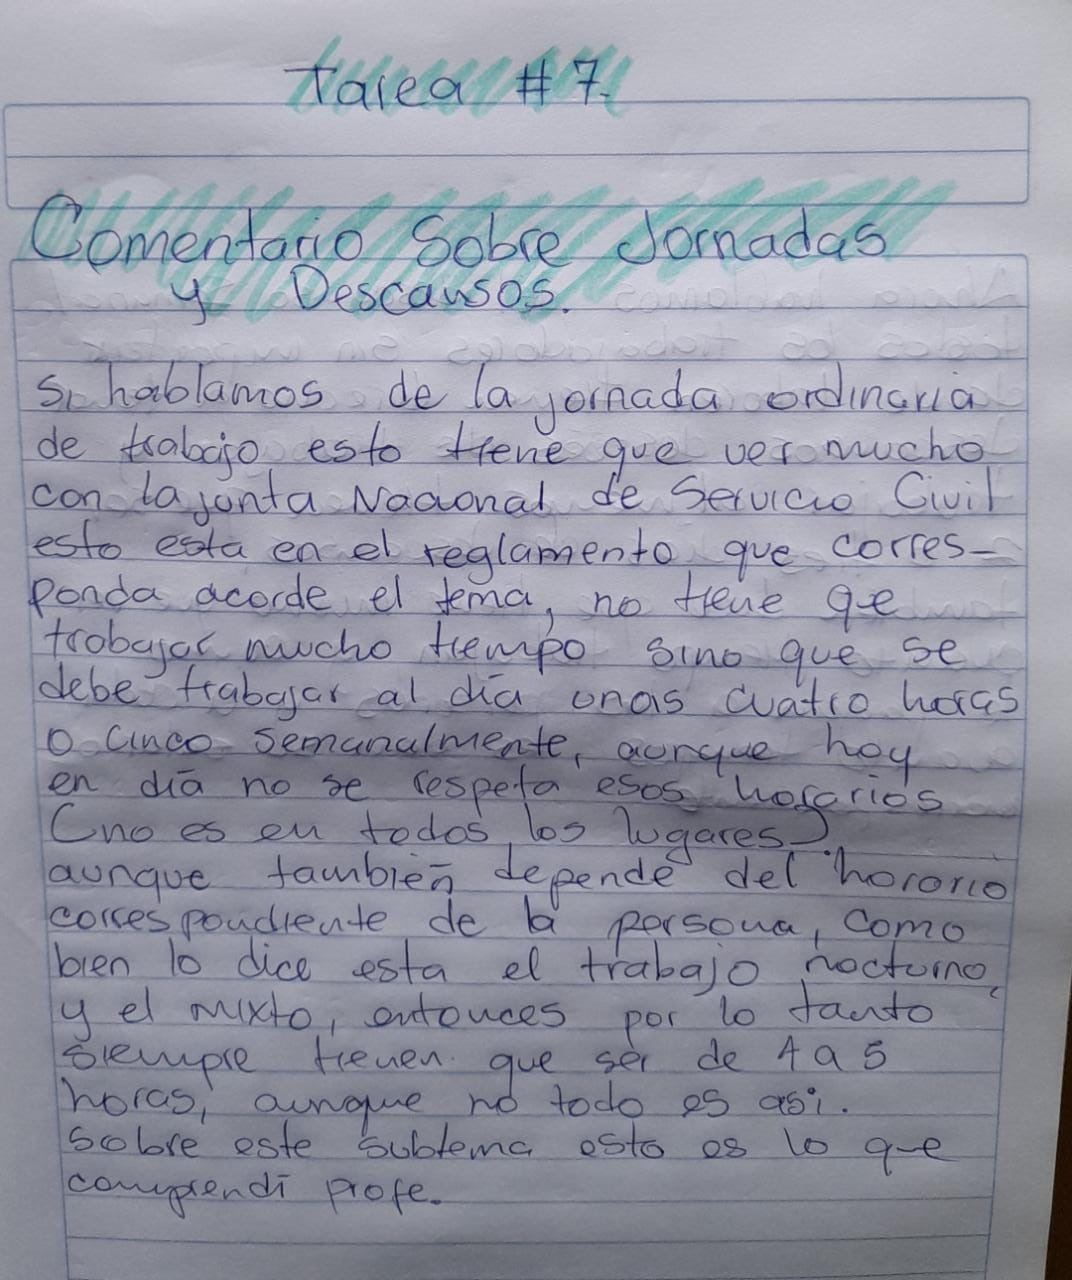 Tarea #7.
Comentario Sobre Jornadas
y Descansos.
Si hablamos de la jornada ordinaria
de trabajo esto tiene que ver mucho
con la junta Nacional de Servicio Civil
esto esta en el reglamento que corres-
ponda acorde el tema, no tiene qe
trabajar mucho tiempo sino que se
debe trabajar al día unas cuatro horas
o cinco semanalmente, aunque hoy
en día no se respeta esos horarios
(no es en todos los lugares)
aunque también depende del horario
correspondiente de la persona, como
bien lo dice esta el trabajo nocturno,
y el mixto, entonces por lo tanto
siempre tienen que ser de 4 a 5
horas, aunque no todo es asi.
Sobre este subtema esto es lo que
comprendí profe.